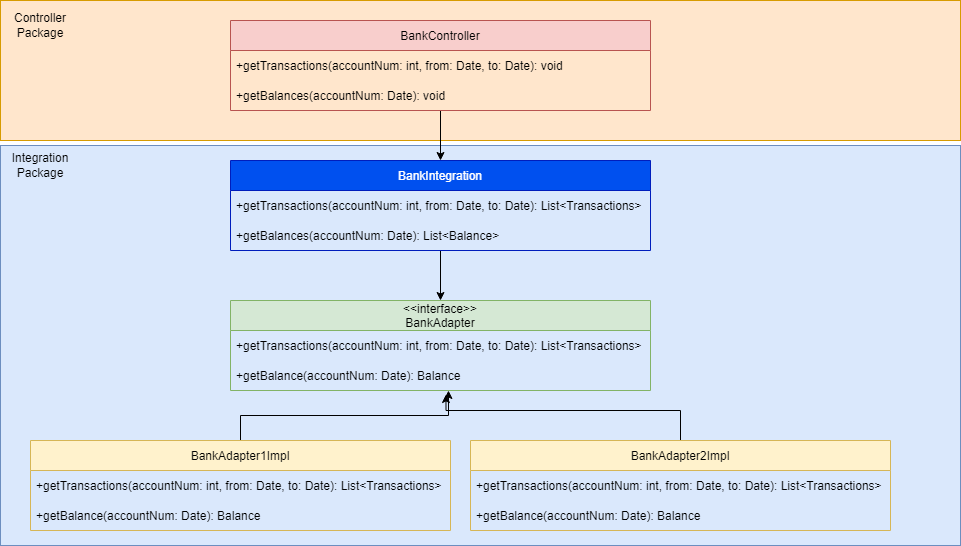 Controller
Package
BankController
+getTransactions(accountNum: int, from: Date, to: Date): void
+getBalances(accountNum: Date): void
Integration
Package
BankIntegration
+getTransactions(accountNum: int, from: Date, to: Date): List<Transactions>
+getBalances(accountNum: Date): List<Balance>
<<interface>>
BankAdapter
+getTransactions(accountNum: int, from: Date, to: Date): List<Transactions>
+getBalance(accountNum: Date): Balance
BankAdapter1Impl
+getTransactions(accountNum: int, from: Date, to: Date): List<Transactions>
+getBalance(accountNum: Date): Balance
BankAdapter2Impl
+getTransactions(accountNum: int, from: Date, to: Date): List<Transactions>
+getBalance(accountNum: Date): Balance